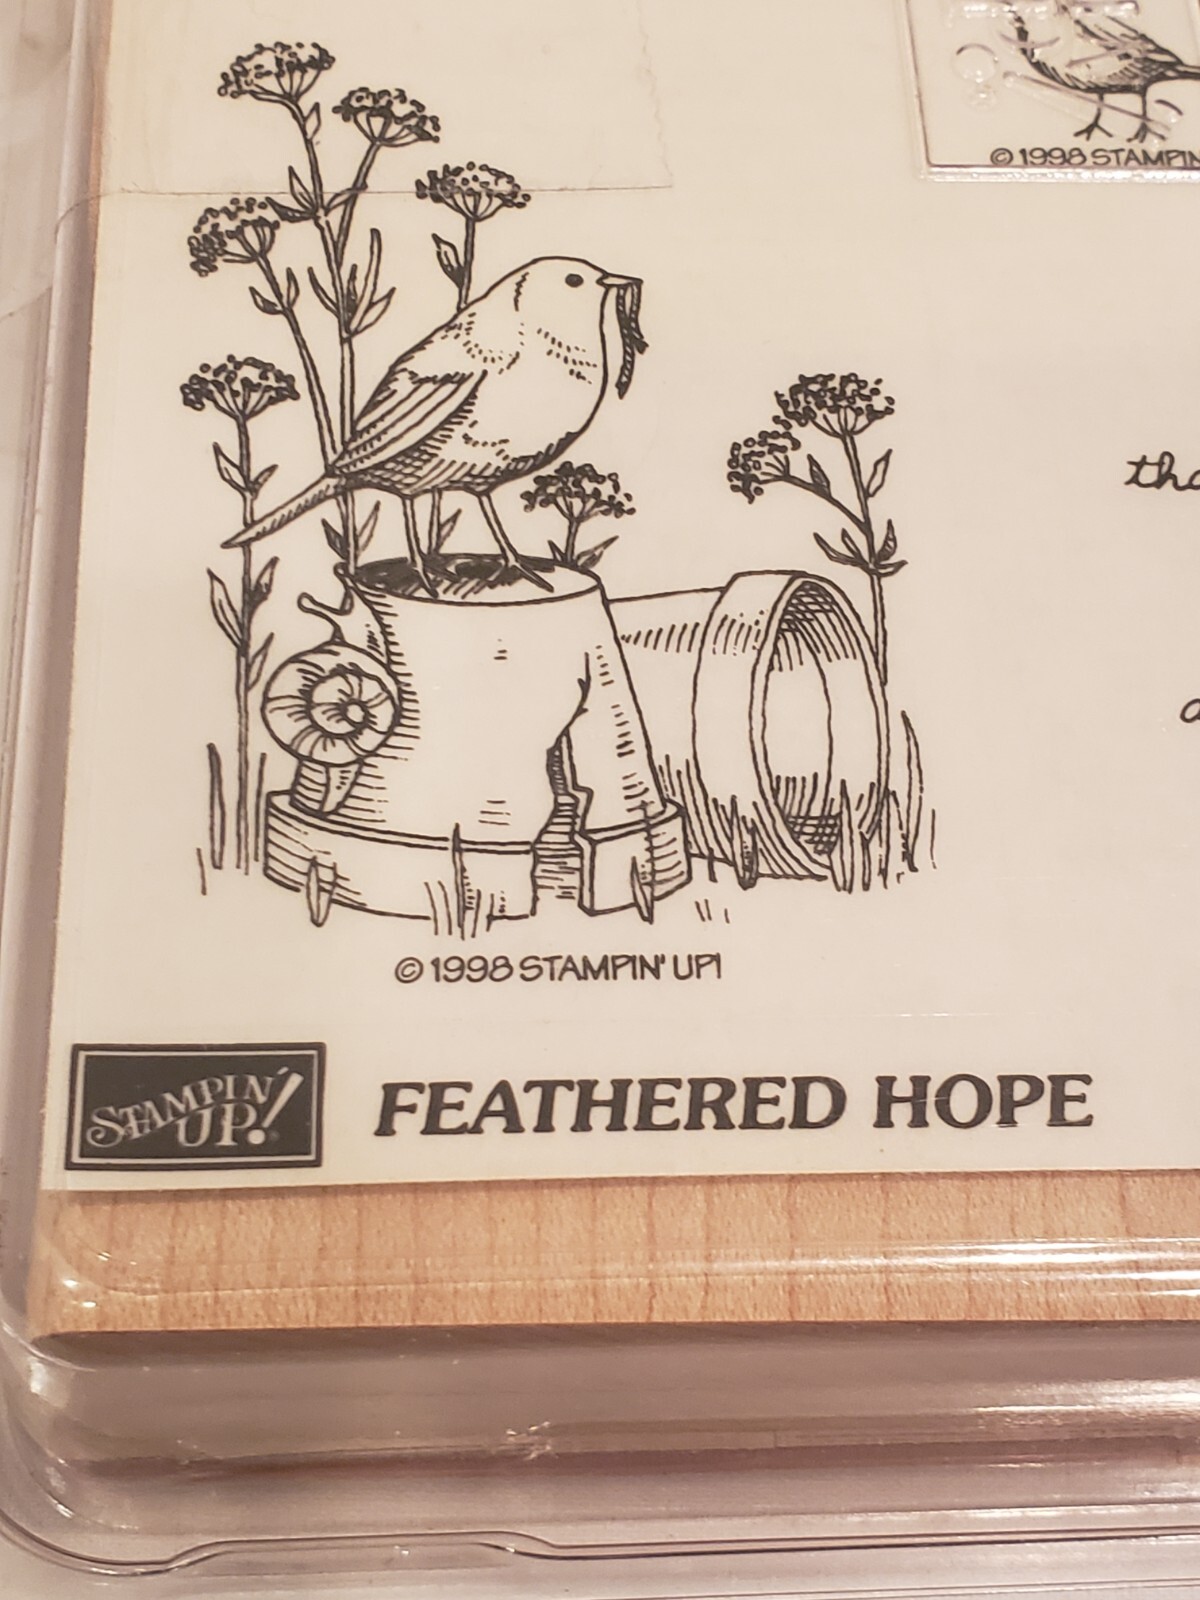 © 1998 STAMPIN
© 1998 STAMPIN' UP!
STAMPIN' UP!
FEATHERED HOPE